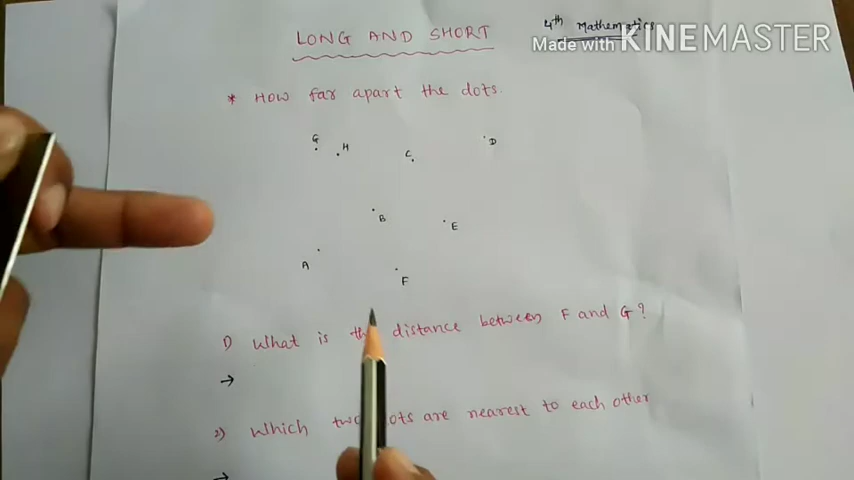 LONG AND SHORT
4th Mathematics
Made with KINEMASTER
* How far apart the dots.
G
H
C
D
B
E
A
F
1) What is the distance between F and G?
→
2) Which two dots are nearest to each other
→